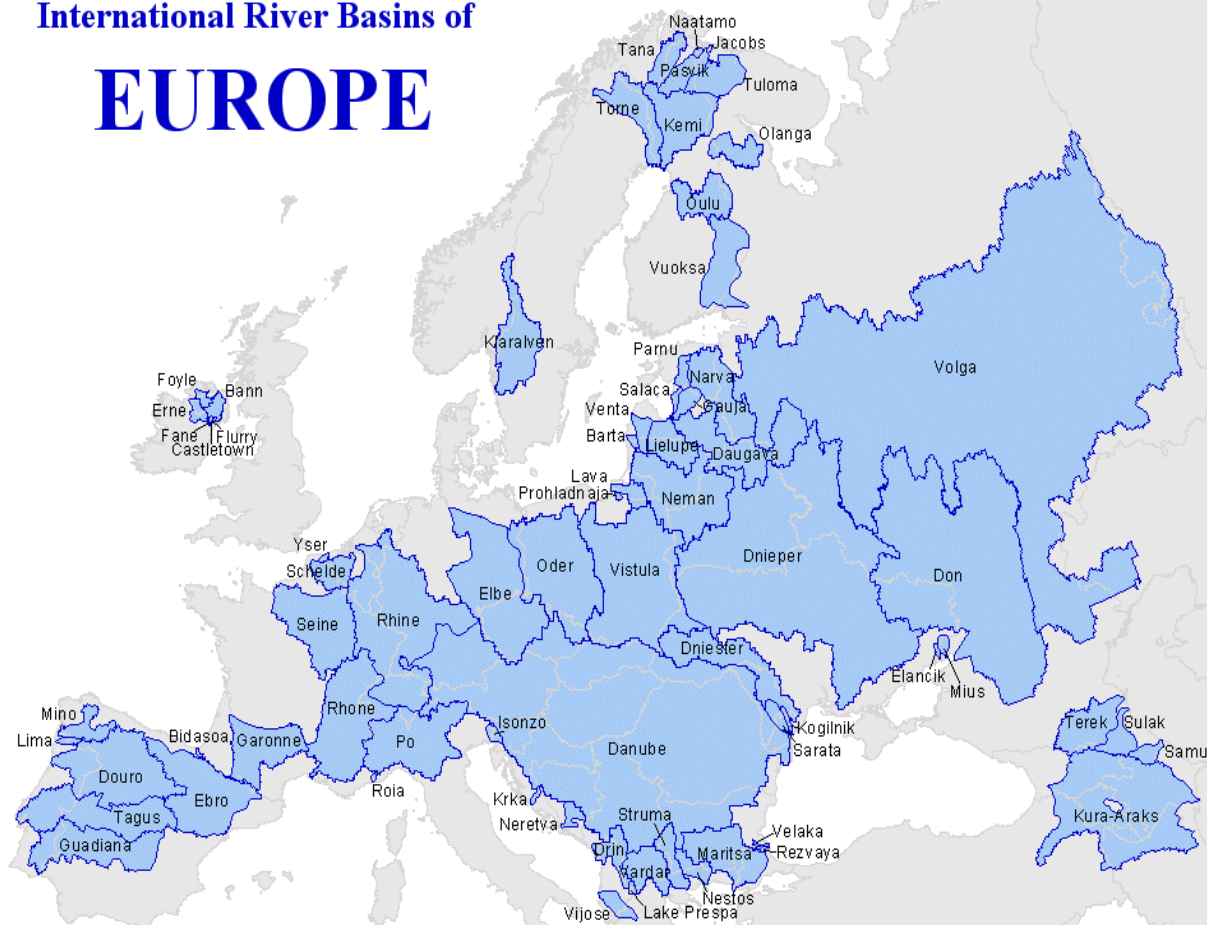 International River Basins of
EUROPE
Naatamo
Tana
Jacobs
Pasvik
Tuloma
Torne
Kemi
Olanga
Oulu
Vuoksa
Klaralven
Volga
Parnu
Narva
Foyle
Bann
Salaca
Gauja
Erne
Venta
Fane
Flurry
Barta
Lielupe
Castletown
Daugava
Lava
Prohladnaja
Neman
Yser
Dnieper
Schelde
Oder
Vistula
Don
Elbe
Seine
Rhine
Dniester
Elancik
Mius
Rhone
Mino
Isonzo
Terek
Sulak
Bidasoa
Lima
Garonne
Po
Kogilnik
Danube
Sarata
Samu
Douro
Roia
Ebro
Krka
Tagus
Struma
Kura-Araks
Neretva
Velaka
Guadiana
Drin
Maritsa
Rezvaya
Vardar
Nestos
Vijose
Lake Prespa